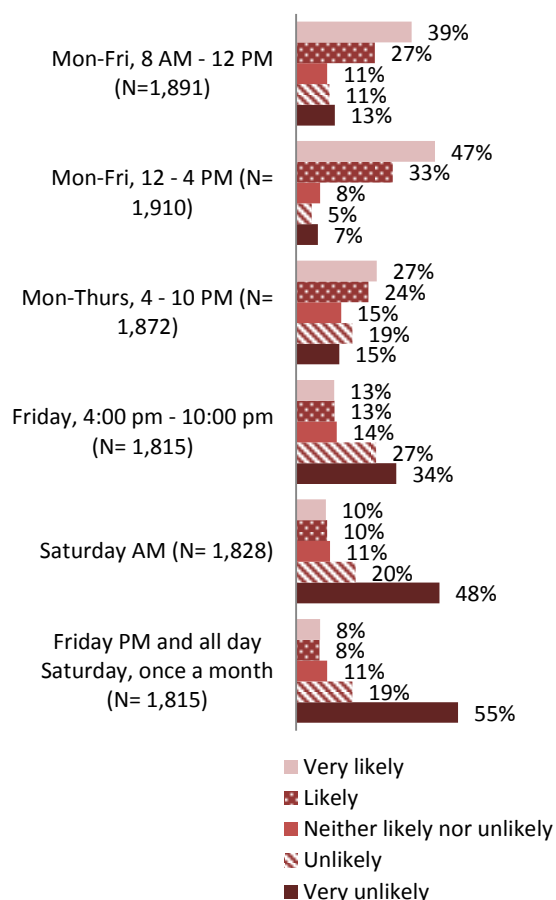 Mon-Fri, 8 AM - 12 PM
(N=1,891)
39%
27%
11%
11%
13%
Mon-Fri, 12 - 4 PM (N=
1,910)
47%
33%
8%
5%
7%
Mon-Thurs, 4 - 10 PM (N=
1,872)
27%
24%
15%
19%
15%
Friday, 4:00 pm - 10:00 pm
(N= 1,815)
13%
13%
14%
27%
34%
Saturday AM (N= 1,828)
10%
10%
11%
20%
48%
Friday PM and all day
Saturday, once a month
(N= 1,815)
8%
8%
11%
19%
55%
Very likely
Likely
Neither likely nor unlikely
Unlikely
Very unlikely